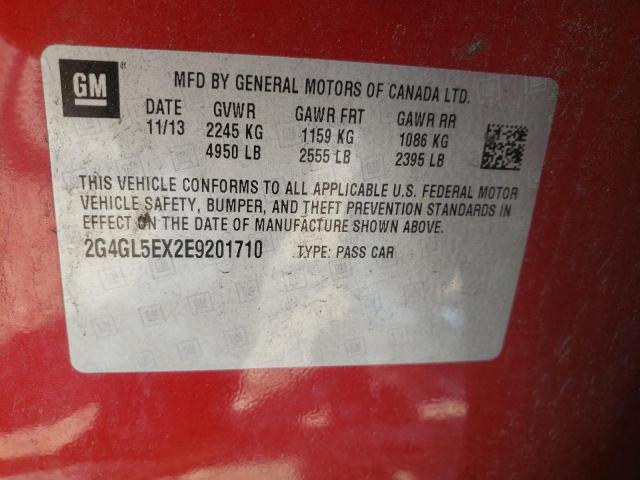 GM
MFD BY GENERAL MOTORS OF CANADA LTD.
DATE GVWR GAWR FRT GAWR RR
11/13 2245 KG 1159 KG 1086 KG
4950 LB 2555 LB 2395 LB
THIS VEHICLE CONFORMS TO ALL APPLICABLE U.S. FEDERAL MOTOR
VEHICLE SAFETY, BUMPER, AND THEFT PREVENTION STANDARDS IN
EFFECT ON THE DATE OF MANUFACTURE SHOWN ABOVE.
2G4GL5EX2E9201710 TYPE: PASS CAR